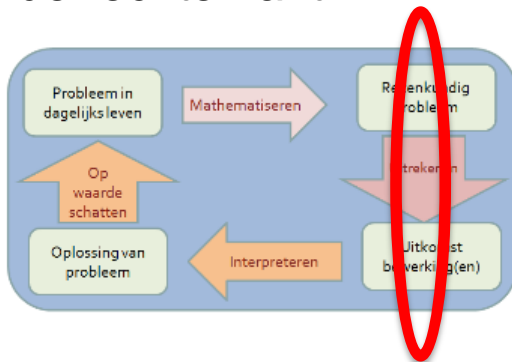 Probleem in
dagelijks leven
Mathematiseren
Rekenkundig
probleem
Op
waarde
schatten
Oplossing van
probleem
Interpreteren
Uitkomst
bewerking(en)